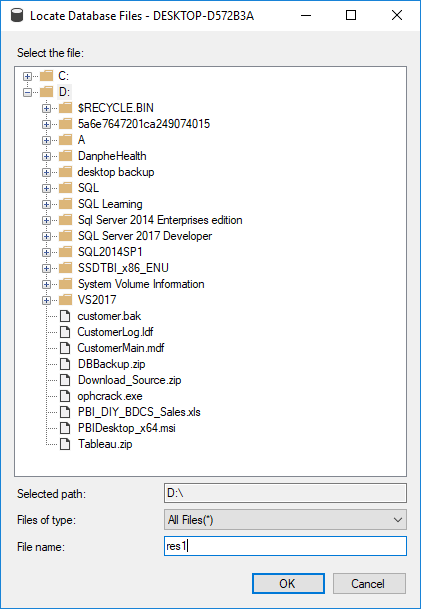 Locate Database Files - DESKTOP-D572B3A
Select the file:
C:
D:
$RECYCLE.BIN
5a6e7647201ca249074015
A
DanpheHealth
desktop backup
SQL
SQL Learning
Sql Server 2014 Enterprises edition
SQL Server 2017 Developer
SQL2014SP1
SSDTBI_x86_ENU
System Volume Information
VS2017
customer.bak
CustomerLog.ldf
CustomerMain.mdf
DBBackup.zip
Download_Source.zip
ophcrack.exe
PBI_DIY_BDCS_Sales.xls
PBIDesktop_x64.msi
Tableau.zip
Selected path: D:\
Files of type: All Files(*)
File name: res1
OK Cancel